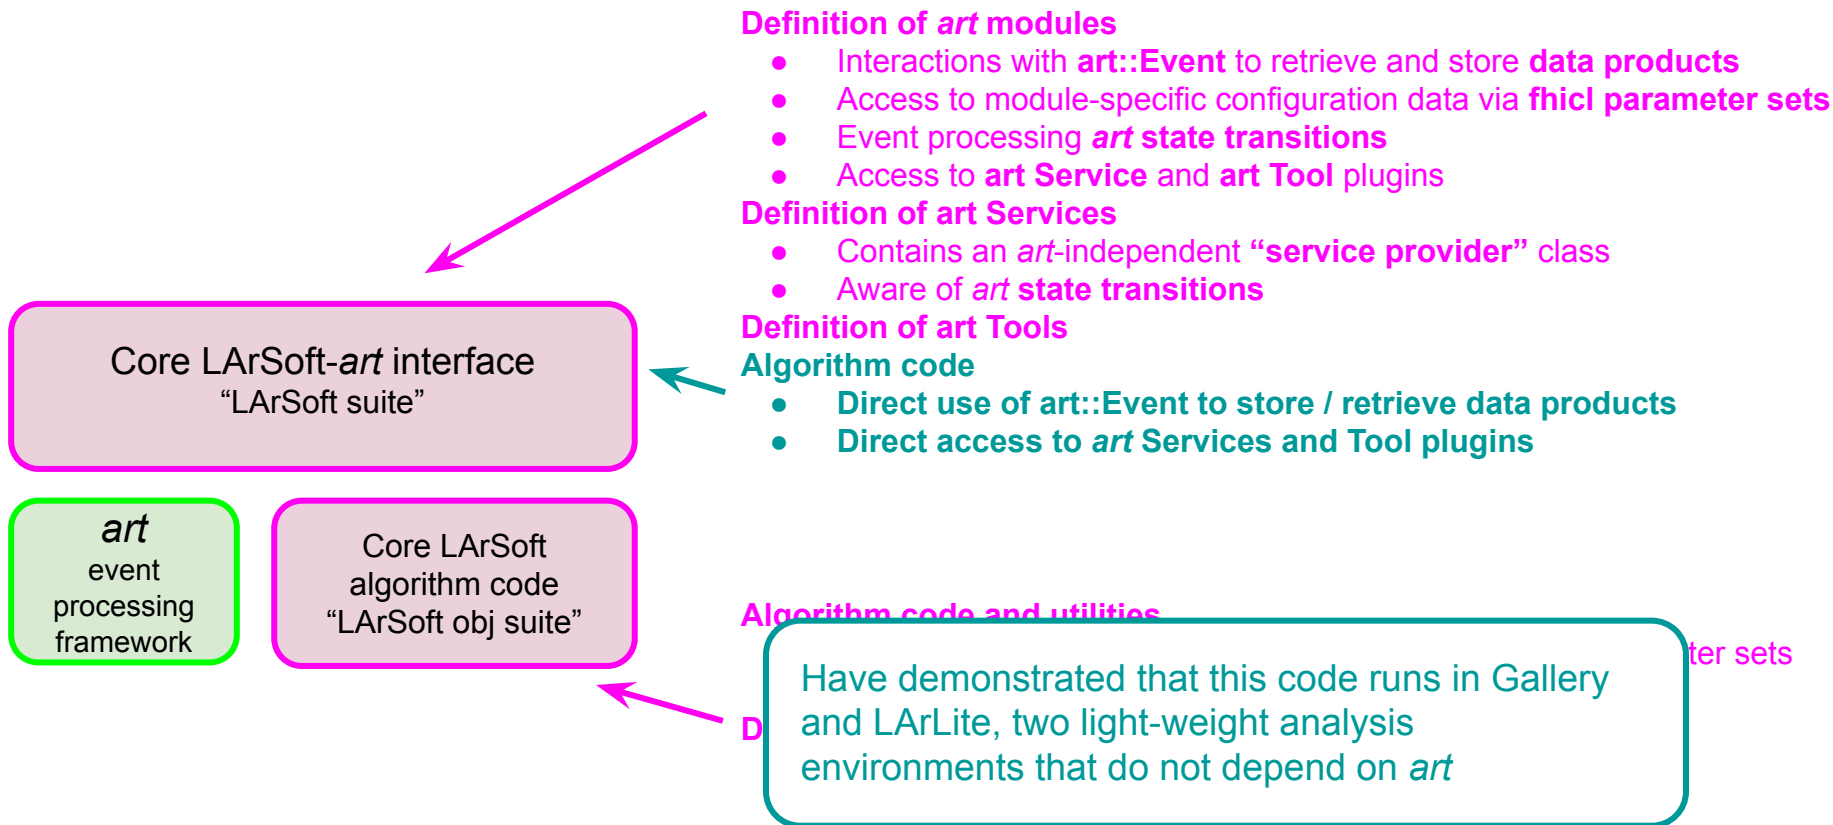 Definition of art modules
● Interactions with art::Event to retrieve and store data products
● Access to module-specific configuration data via fhicl parameter sets
● Event processing art state transitions
● Access to art Service and art Tool plugins
Definition of art Services
● Contains an art-independent “service provider” class
● Aware of art state transitions
Definition of art Tools
Algorithm code
● Direct use of art::Event to store / retrieve data products
● Direct access to art Services and Tool plugins
Core LArSoft-art interface
“LArSoft suite”
art
event
processing
framework
Core LArSoft
algorithm code
“LArSoft obj suite”
Algorithm code and utilities
ter sets
D
Have demonstrated that this code runs in Gallery
and LArLite, two light-weight analysis
environments that do not depend on art